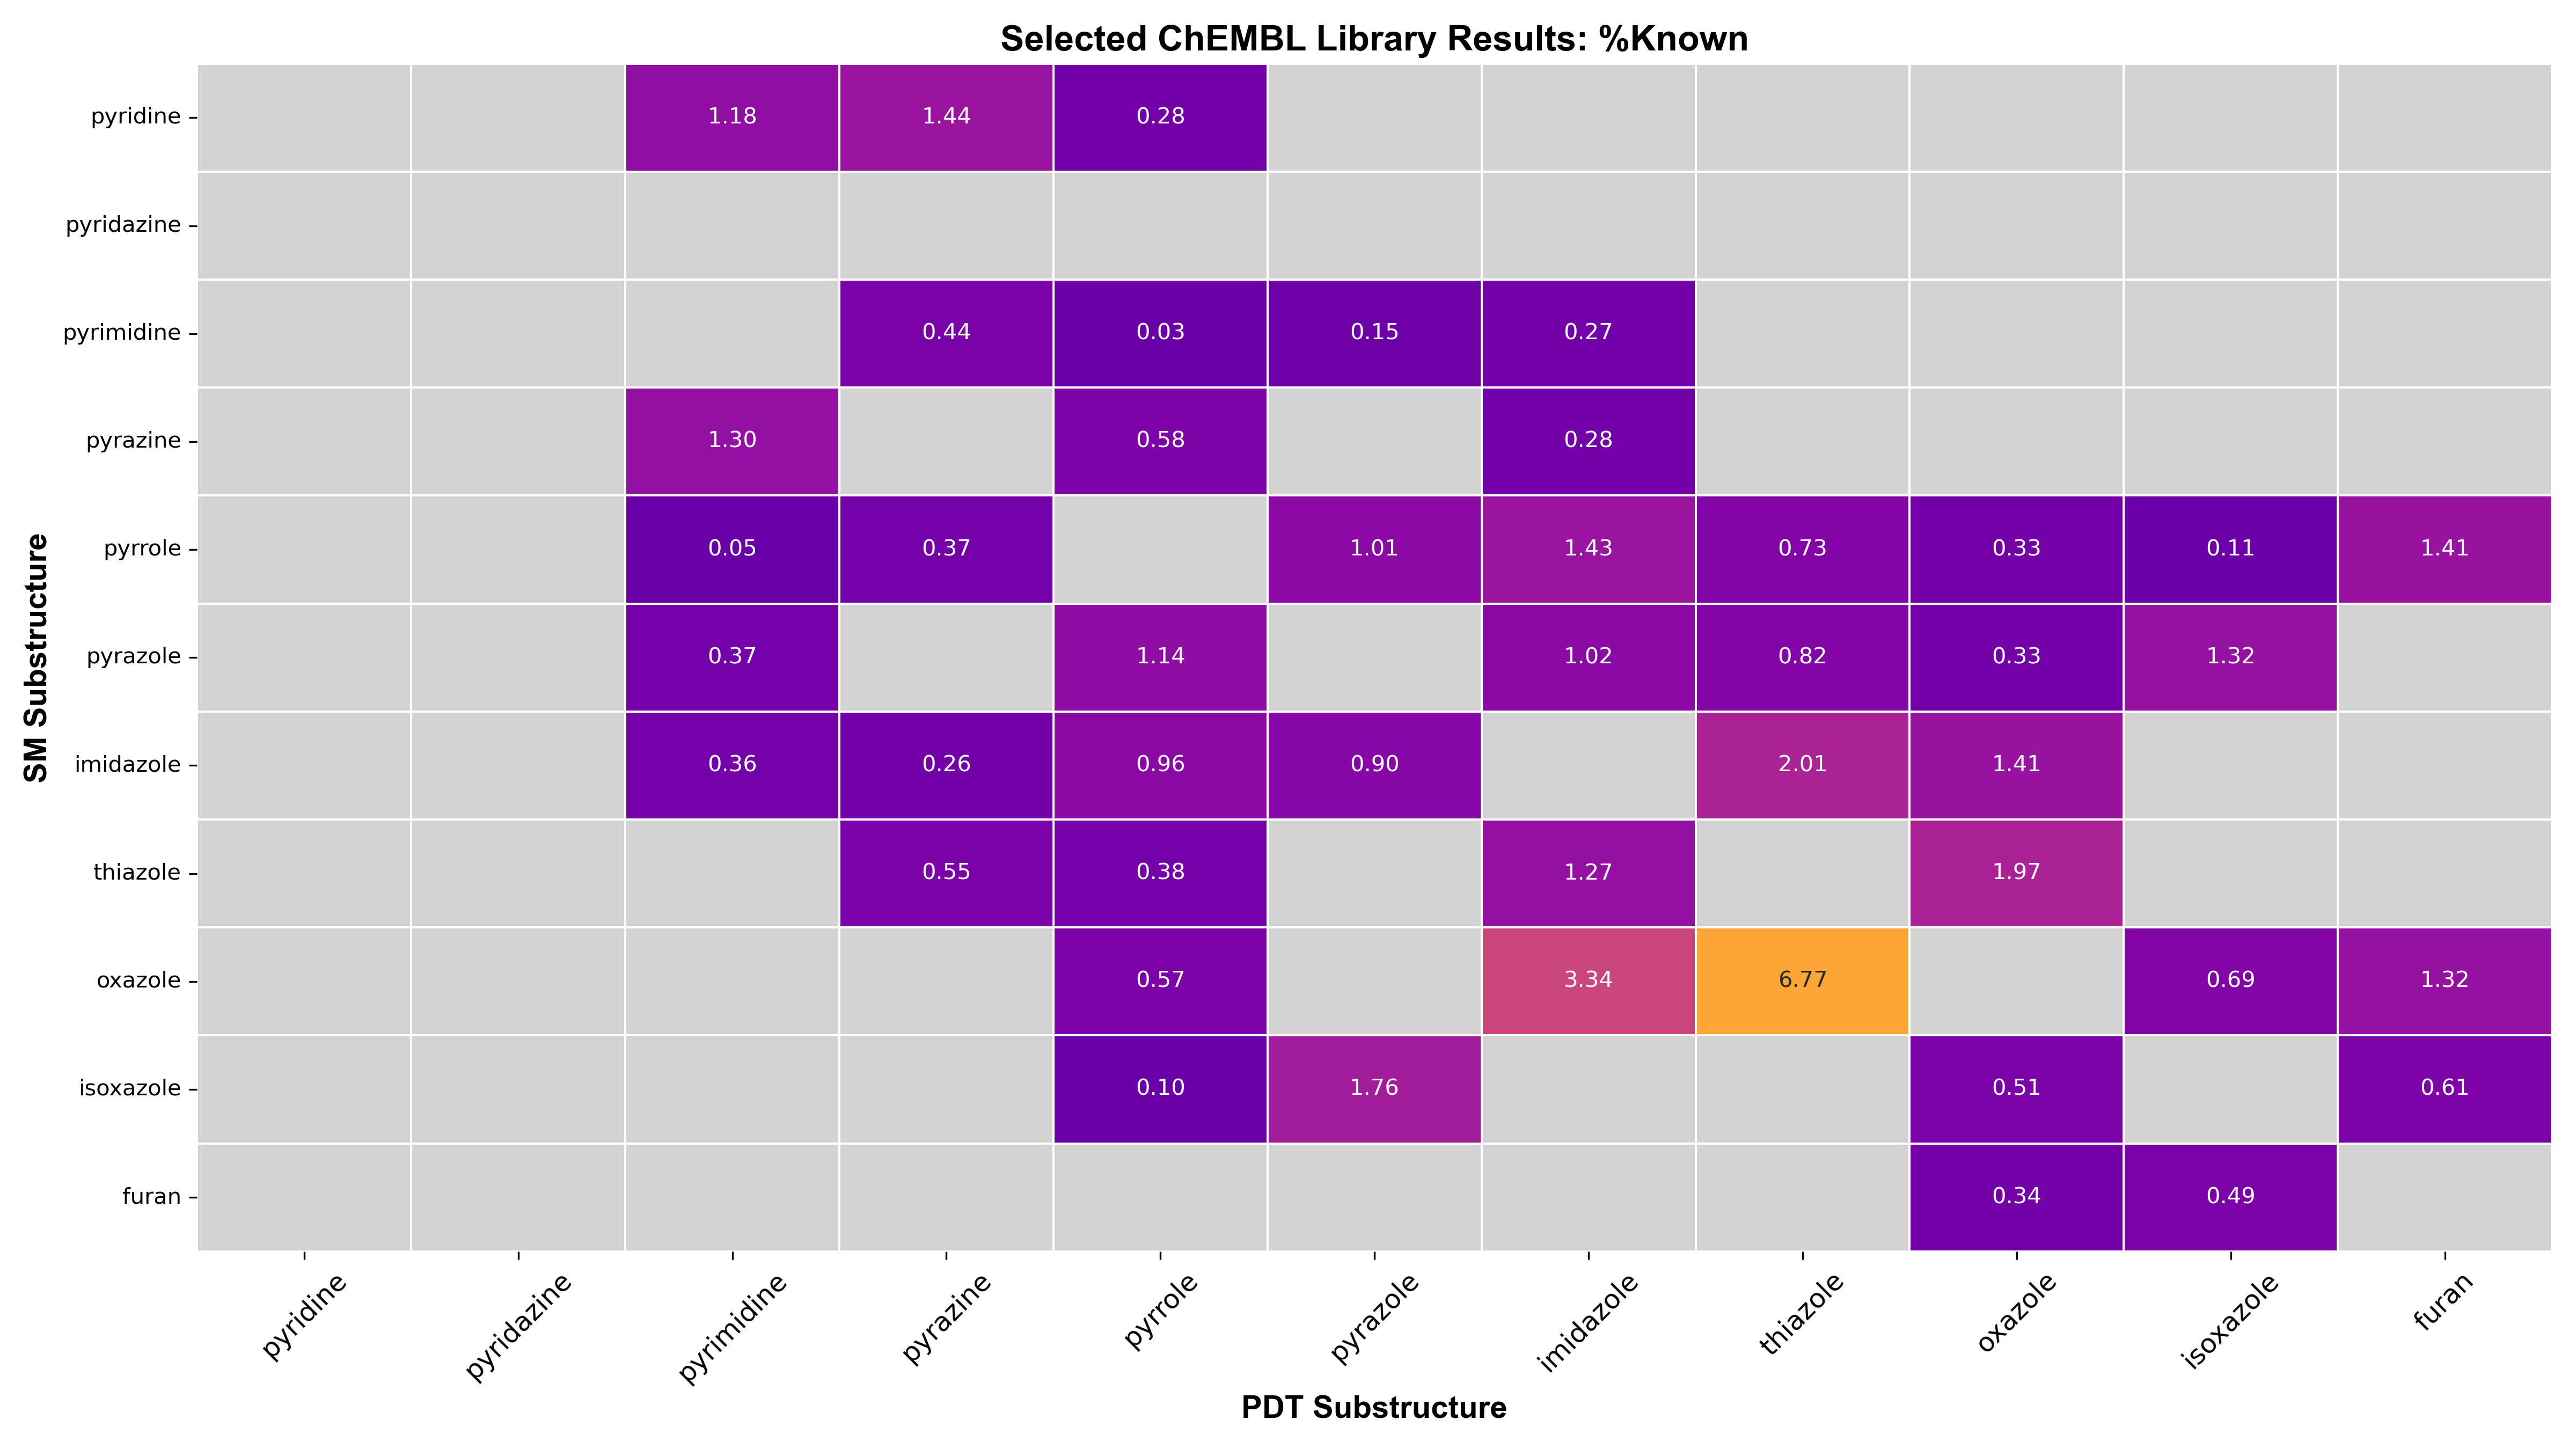 Selected ChEMBL Library Results: %Known
SM Substructure
pyridine 1.18 1.44 0.28
pyridazine
pyrimidine 0.44 0.03 0.15 0.27
pyrazine 1.30 0.58 0.28
pyrrole 0.05 0.37 1.01 1.43 0.73 0.33 0.11 1.41
pyrazole 0.37 1.14 1.02 0.82 0.33 1.32
imidazole 0.36 0.26 0.96 0.90 2.01 1.41
thiazole 0.55 0.38 1.27 1.97
oxazole 0.57 3.34 6.77 0.69 1.32
isoxazole 0.10 1.76 0.51 0.61
furan 0.34 0.49
pyridine pyridazine pyrimidine pyrazine pyrrole pyrazole imidazole thiazole oxazole isoxazole furan
PDT Substructure